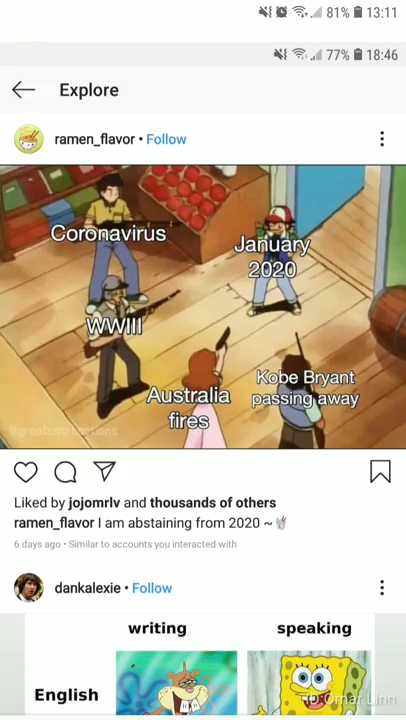 81% 13:11
77% 18:46
Explore
ramen_flavor • Follow
Coronavirus
January
2020
WWIII
Australia
fires
Kobe Bryant
passing away
Liked by jojomrlv and thousands of others
ramen_flavor I am abstaining from 2020 ~
6 days ago • Similar to accounts you interacted with
dankalexie • Follow
writing speaking
English
Omar Linn